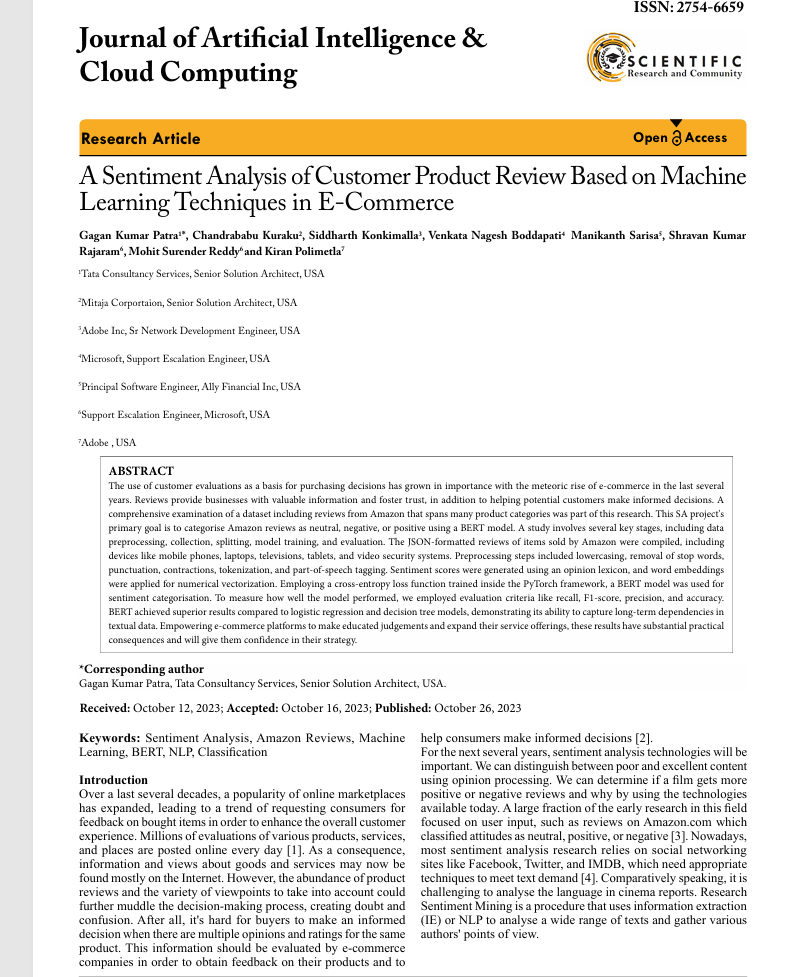 ISSN: 2754-6659
Journal of Artificial Intelligence &
Cloud Computing
SCIENTIFIC
Research and Community
Research Article
Open Access
A Sentiment Analysis of Customer Product Review Based on Machine
Learning Techniques in E-Commerce
Gagan Kumar Patra¹*, Chandrababu Kuraku², Siddharth Konkimalla³, Venkata Nagesh Boddapati⁴ Manikanth Sarisa⁵, Shravan Kumar
Rajaram⁶, Mohit Surender Reddy⁶ and Kiran Polimetla⁷
¹Tata Consultancy Services, Senior Solution Architect, USA
²Mitaja Corportaion, Senior Solution Architect, USA
³Adobe Inc, Sr Network Development Engineer, USA
⁴Microsoft, Support Escalation Engineer, USA
⁵Principal Software Engineer, Ally Financial Inc, USA
⁶Support Escalation Engineer, Microsoft, USA
⁷Adobe , USA
ABSTRACT
The use of customer evaluations as a basis for purchasing decisions has grown in importance with the meteoric rise of e-commerce in the last several
years. Reviews provide businesses with valuable information and foster trust, in addition to helping potential customers make informed decisions. A
comprehensive examination of a dataset including reviews from Amazon that spans many product categories was part of this research. This SA project's
primary goal is to categorise Amazon reviews as neutral, negative, or positive using a BERT model. A study involves several key stages, including data
preprocessing, collection, splitting, model training, and evaluation. The JSON-formatted reviews of items sold by Amazon were compiled, including
devices like mobile phones, laptops, televisions, tablets, and video security systems. Preprocessing steps included lowercasing, removal of stop words,
punctuation, contractions, tokenization, and part-of-speech tagging. Sentiment scores were generated using an opinion lexicon, and word embeddings
were applied for numerical vectorization. Employing a cross-entropy loss function trained inside the PyTorch framework, a BERT model was used for
sentiment categorisation. To measure how well the model performed, we employed evaluation criteria like recall, F1-score, precision, and accuracy.
BERT achieved superior results compared to logistic regression and decision tree models, demonstrating its ability to capture long-term dependencies in
textual data. Empowering e-commerce platforms to make educated judgements and expand their service offerings, these results have substantial practical
consequences and will give them confidence in their strategy.
*Corresponding author
Gagan Kumar Patra, Tata Consultancy Services, Senior Solution Architect, USA.
Received: October 12, 2023; Accepted: October 16, 2023; Published: October 26, 2023
Keywords: Sentiment Analysis, Amazon Reviews, Machine
Learning, BERT, NLP, Classification
Introduction
Over a last several decades, a popularity of online marketplaces
has expanded, leading to a trend of requesting consumers for
feedback on bought items in order to enhance the overall customer
experience. Millions of evaluations of various products, services,
and places are posted online every day [1]. As a consequence,
information and views about goods and services may now be
found mostly on the Internet. However, the abundance of product
reviews and the variety of viewpoints to take into account could
further muddle the decision-making process, creating doubt and
confusion. After all, it's hard for buyers to make an informed
decision when there are multiple opinions and ratings for the same
product. This information should be evaluated by e-commerce
companies in order to obtain feedback on their products and to
help consumers make informed decisions [2].
For the next several years, sentiment analysis technologies will be
important. We can distinguish between poor and excellent content
using opinion processing. We can determine if a film gets more
positive or negative reviews and why by using the technologies
available today. A large fraction of the early research in this field
focused on user input, such as reviews on Amazon.com which
classified attitudes as neutral, positive, or negative [3]. Nowadays,
most sentiment analysis research relies on social networking
sites like Facebook, Twitter, and IMDB, which need appropriate
techniques to meet text demand [4]. Comparatively speaking, it is
challenging to analyse the language in cinema reports. Research
Sentiment Mining is a procedure that uses information extraction
(IE) or NLP to analyse a wide range of texts and gather various
authors' points of view.